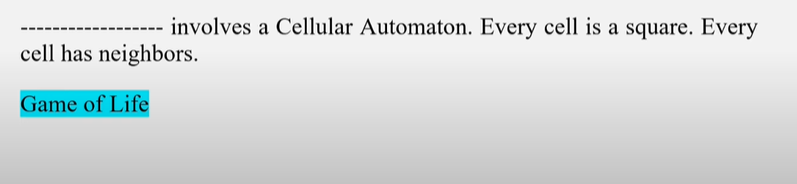 ------------------ involves a Cellular Automaton. Every cell is a square. Every
cell has neighbors.
Game of Life